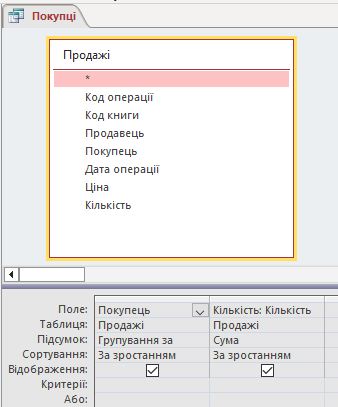 Покупці
Продажі
*
Код операції
Код книги
Продавець
Покупець
Дата операції
Ціна
Кількість
Поле: Покупець Кількість: Кількість
Таблиця: Продажі Продажі
Підсумок: Групування за Сума
Сортування: За зростанням За зростанням
Відображення:
Критерії:
Або: